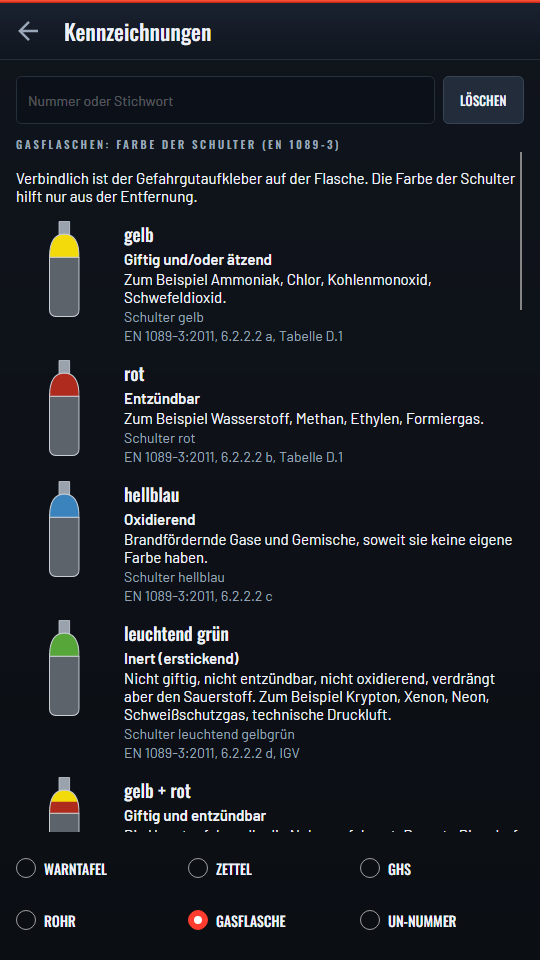 Kennzeichnungen
Nummer oder Stichwort
LÖSCHEN
GASFLASCHEN: FARBE DER SCHULTER (EN 1089-3)
Verbindlich ist der Gefahrgutaufkleber auf der Flasche. Die Farbe der Schulter
hilft nur aus der Entfernung.
gelb
Giftig und/oder ätzend
Zum Beispiel Ammoniak, Chlor, Kohlenmonoxid,
Schwefeldioxid.
Schulter gelb
EN 1089-3:2011, 6.2.2.2 a, Tabelle D.1
rot
Entzündbar
Zum Beispiel Wasserstoff, Methan, Ethylen, Formiergas.
Schulter rot
EN 1089-3:2011, 6.2.2.2 b, Tabelle D.1
hellblau
Oxidierend
Brandfördernde Gase und Gemische, soweit sie keine eigene
Farbe haben.
Schulter hellblau
EN 1089-3:2011, 6.2.2.2 c
leuchtend grün
Inert (erstickend)
Nicht giftig, nicht entzündbar, nicht oxidierend, verdrängt
aber den Sauerstoff. Zum Beispiel Krypton, Xenon, Neon,
Schweißschutzgas, technische Druckluft.
Schulter leuchtend gelbgrün
EN 1089-3:2011, 6.2.2.2 d, IGV
gelb + rot
Giftig und entzündbar
WARNTAFEL
ZETTEL
GHS
ROHR
GASFLASCHE
UN-NUMMER